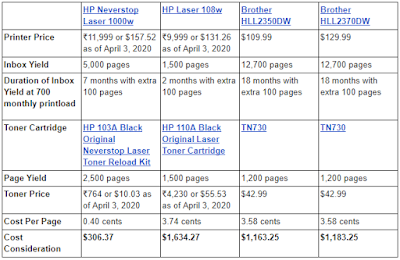 HP Neverstop Laser 1000w
HP Laser 108w
Brother HLL2350DW
Brother HLL2370DW
Printer Price
₹11,999 or $157.52 as of April 3, 2020
₹9,999 or $131.26 as of April 3, 2020
$109.99
$129.99
Inbox Yield
5,000 pages
1,500 pages
12,700 pages
12,700 pages
Duration of Inbox Yield at 700 monthly printload
7 months with extra 100 pages
2 months with extra 100 pages
18 months with extra 100 pages
18 months with extra 100 pages
Toner Cartridge
HP 103A Black Original Neverstop Laser Toner Reload Kit
HP 110A Black Original Laser Toner Cartridge
TN730
TN730
Page Yield
2,500 pages
1,500 pages
1,200 pages
1,200 pages
Toner Price
₹764 or $10.03 as of April 3, 2020
₹4,230 or $55.53 as of April 3, 2020
$42.99
$42.99
Cost Per Page
0.40 cents
3.74 cents
3.58 cents
3.58 cents
Cost Consideration
$306.37
$1,634.27
$1,163.25
$1,183.25